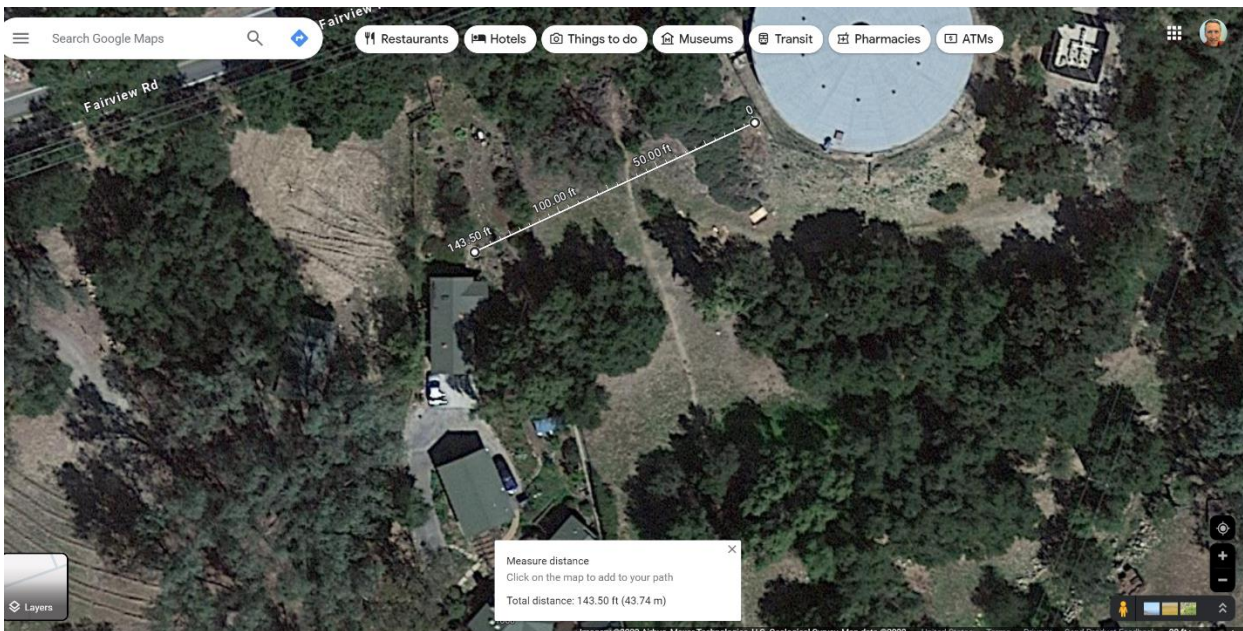 Search Google Maps
Restaurants
Hotels
Things to do
Museums
Transit
Pharmacies
ATMs
Fairview
Fairview Rd
0
50.00 ft
100.00 ft
143.50 ft
Measure distance
Click on the map to add to your path
Total distance: 143.50 ft (43.74 m)
Layers